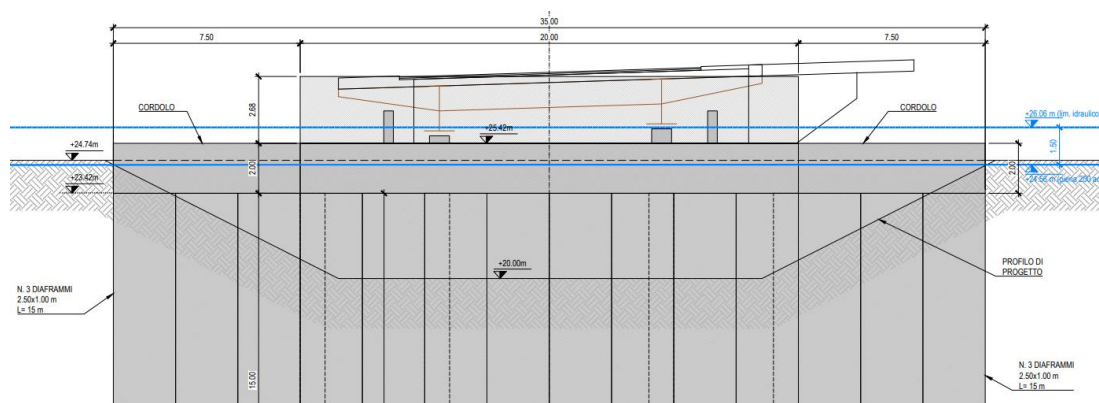 35.00
7.50
20.00
7.50
2.68
CORDOLO
+25.42m
CORDOLO
+26.06 m (lim. idraulico
1.50
+24.74m
2.00
2.00
+24.56 m (piena 200
+23.42m
+20.00m
PROFILO DI
PROGETTO
N. 3 DIAFRAMMI
2.50x1.00 m
L= 15 m
15.00
N. 3 DIAFRAMMI
2.50x1.00 m
L= 15 m